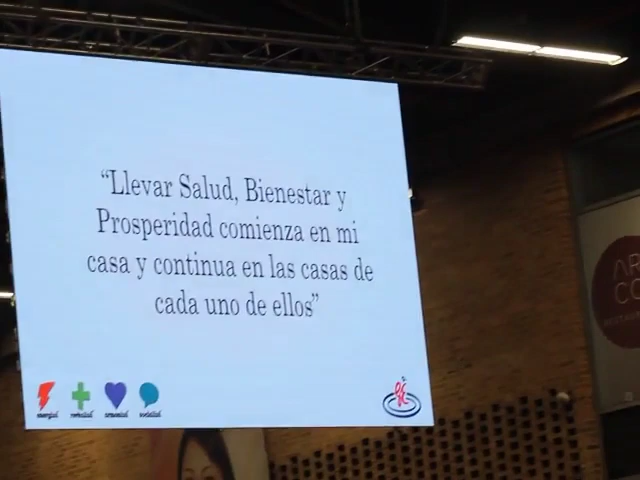 “Llevar Salud, Bienestar y
Prosperidad comienza en mi
casa y continua en las casas de
cada uno de ellos”